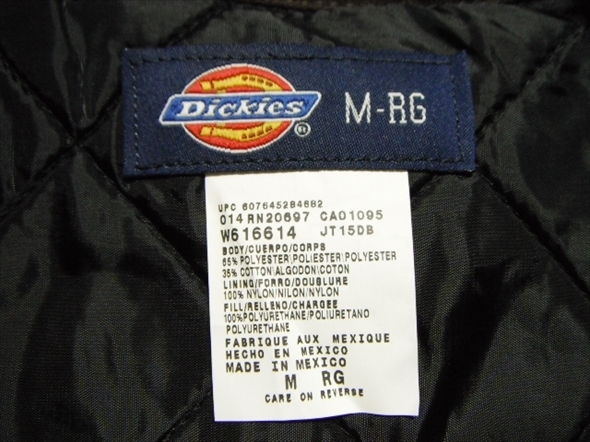 Dickies ® M-RG
UPC 607645284682
014 RN20697 CA01095
W616614 JT15DB
BODY/CUERPO/CORPS
65% POLYESTER|POLIESTER|POLYESTER
35% COTTON|ALGODON|COTON
LINING/FORRO/DOUBLURE
100% NYLON/NILON/NYLON
FILL/RELLENO/CHARGEE
100%POLYURETHANE/POLIURETANO
POLYURETHANE
FABRIQUE AUX MEXIQUE
HECHO EN MEXICO
MADE IN MEXICO
M RG
CARE ON REVERSE